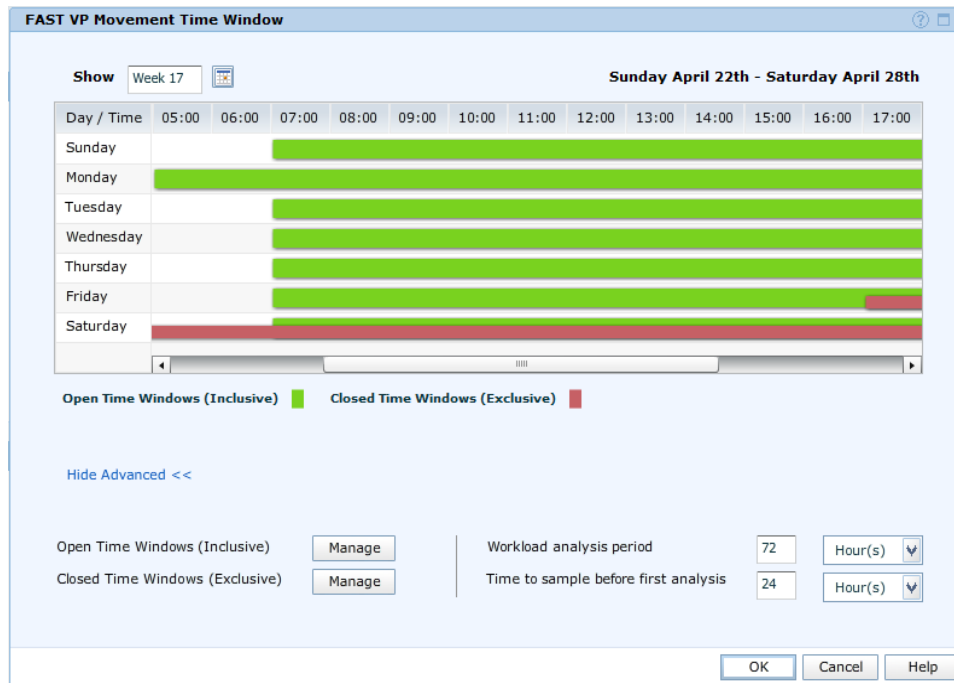 FAST VP Movement Time Window
Show Week 17 Sunday April 22th - Saturday April 28th
Day / Time 05:00 06:00 07:00 08:00 09:00 10:00 11:00 12:00 13:00 14:00 15:00 16:00 17:00
Sunday
Monday
Tuesday
Wednesday
Thursday
Friday
Saturday
Open Time Windows (Inclusive) Closed Time Windows (Exclusive)
Hide Advanced <<
Open Time Windows (Inclusive) Manage Workload analysis period 72 Hour(s)
Closed Time Windows (Exclusive) Manage Time to sample before first analysis 24 Hour(s)
OK Cancel Help